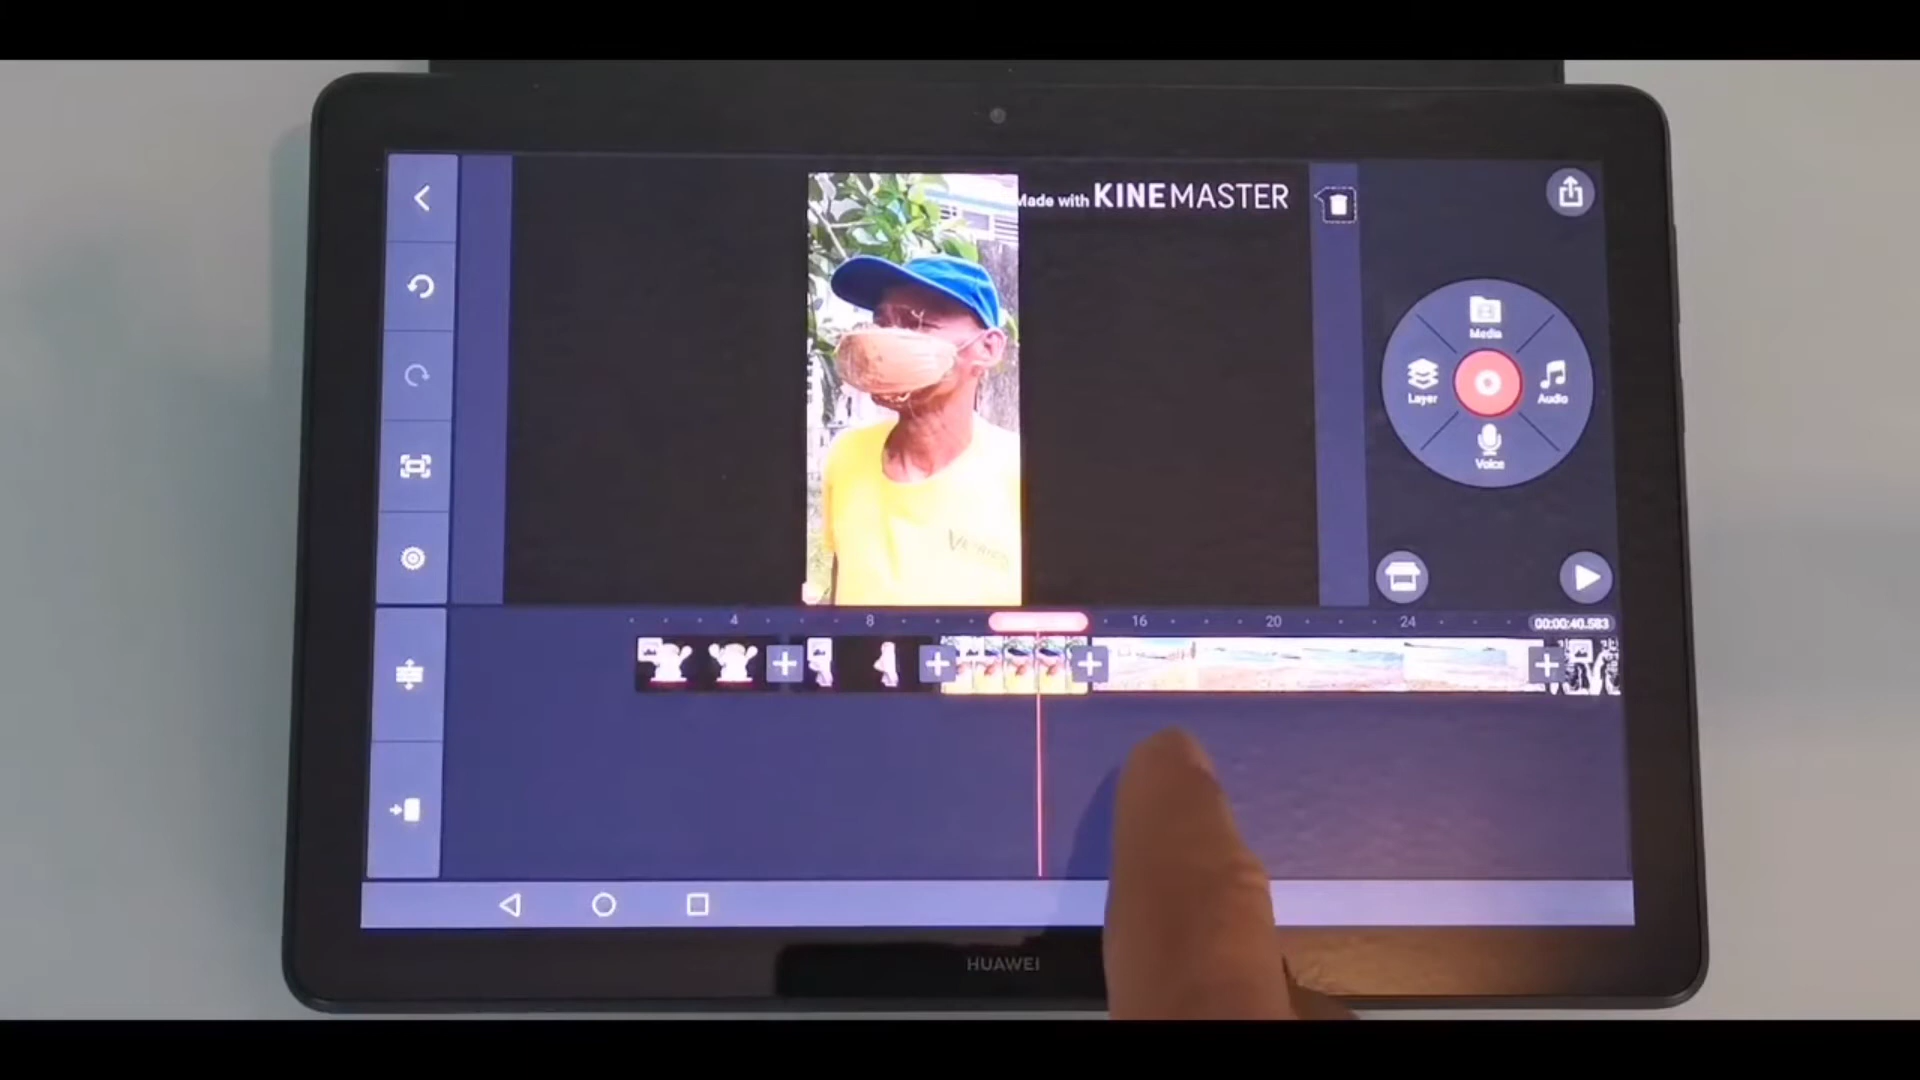 Made with KINEMASTER
Media
Layer
Audio
Voice
4
8
16
20
24
00:00:40.583
HUAWEI